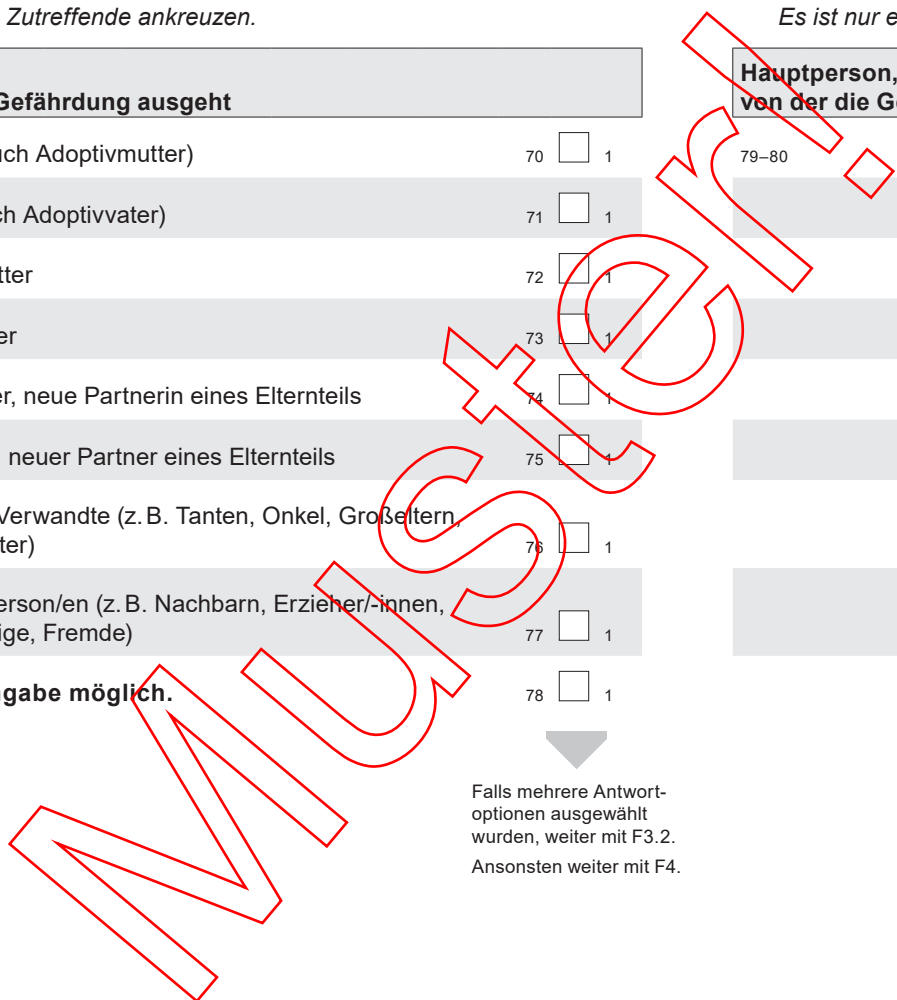 Zutreffende ankreuzen.
Gefährdung ausgeht
uch Adoptivmutter) 70 1
ch Adoptivvater) 71 1
tter 72 1
er 73 1
er, neue Partnerin eines Elternteils 74 1
neuer Partner eines Elternteils 75 1
Verwandte (z. B. Tanten, Onkel, Großeltern,
ter) 76 1
erson/en (z. B. Nachbarn, Erzieher/-innen,
ige, Fremde) 77 1
ngabe möglich. 78 1
Falls mehrere Antwort-
optionen ausgewählt
wurden, weiter mit F3.2.
Ansonsten weiter mit F4.
Es ist nur e
Hauptperson,
von der die Ge
79–80
Muster!